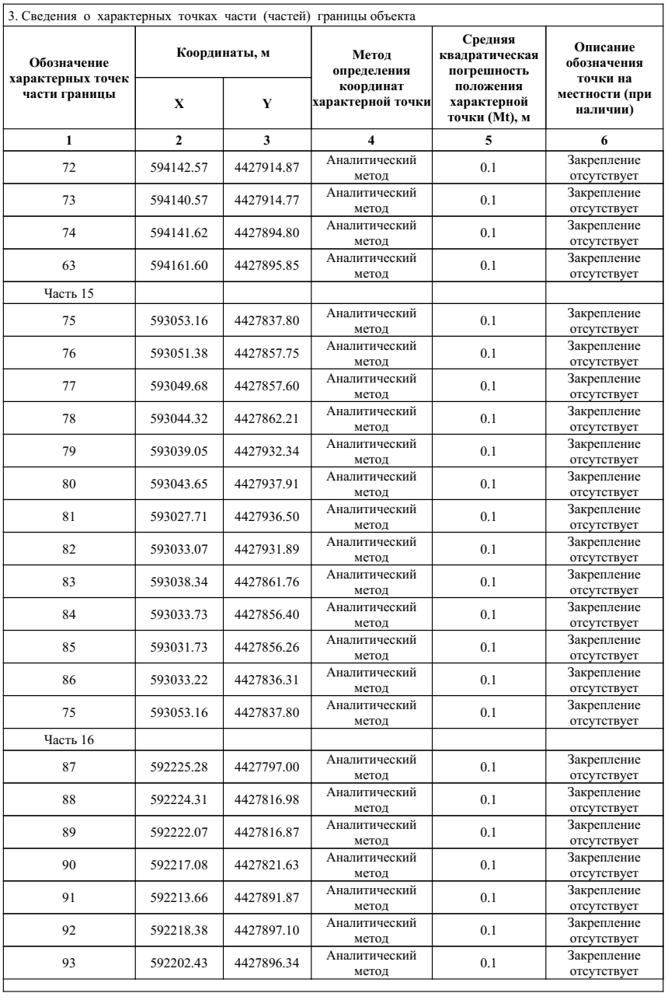 3. Сведения о характерных точках части (частей) границы объекта
Обозначение характерных точек части границы | Координаты, м | Метод определения координат характерной точки | Средняя квадратическая погрешность положения характерной точки (Mt), м | Описание обозначения точки на местности (при наличии)
X | Y
1 | 2 | 3 | 4 | 5 | 6
72 | 594142.57 | 4427914.87 | Аналитический метод | 0.1 | Закрепление отсутствует
73 | 594140.57 | 4427914.77 | Аналитический метод | 0.1 | Закрепление отсутствует
74 | 594141.62 | 4427894.80 | Аналитический метод | 0.1 | Закрепление отсутствует
63 | 594161.60 | 4427895.85 | Аналитический метод | 0.1 | Закрепление отсутствует
Часть 15
75 | 593053.16 | 4427837.80 | Аналитический метод | 0.1 | Закрепление отсутствует
76 | 593051.38 | 4427857.75 | Аналитический метод | 0.1 | Закрепление отсутствует
77 | 593049.68 | 4427857.60 | Аналитический метод | 0.1 | Закрепление отсутствует
78 | 593044.32 | 4427862.21 | Аналитический метод | 0.1 | Закрепление отсутствует
79 | 593039.05 | 4427932.34 | Аналитический метод | 0.1 | Закрепление отсутствует
80 | 593043.65 | 4427937.91 | Аналитический метод | 0.1 | Закрепление отсутствует
81 | 593027.71 | 4427936.50 | Аналитический метод | 0.1 | Закрепление отсутствует
82 | 593033.07 | 4427931.89 | Аналитический метод | 0.1 | Закрепление отсутствует
83 | 593038.34 | 4427861.76 | Аналитический метод | 0.1 | Закрепление отсутствует
84 | 593033.73 | 4427856.40 | Аналитический метод | 0.1 | Закрепление отсутствует
85 | 593031.73 | 4427856.26 | Аналитический метод | 0.1 | Закрепление отсутствует
86 | 593033.22 | 4427836.31 | Аналитический метод | 0.1 | Закрепление отсутствует
75 | 593053.16 | 4427837.80 | Аналитический метод | 0.1 | Закрепление отсутствует
Часть 16
87 | 592225.28 | 4427797.00 | Аналитический метод | 0.1 | Закрепление отсутствует
88 | 592224.31 | 4427816.98 | Аналитический метод | 0.1 | Закрепление отсутствует
89 | 592222.07 | 4427816.87 | Аналитический метод | 0.1 | Закрепление отсутствует
90 | 592217.08 | 4427821.63 | Аналитический метод | 0.1 | Закрепление отсутствует
91 | 592213.66 | 4427891.87 | Аналитический метод | 0.1 | Закрепление отсутствует
92 | 592218.38 | 4427897.10 | Аналитический метод | 0.1 | Закрепление отсутствует
93 | 592202.43 | 4427896.34 | Аналитический метод | 0.1 | Закрепление отсутствует